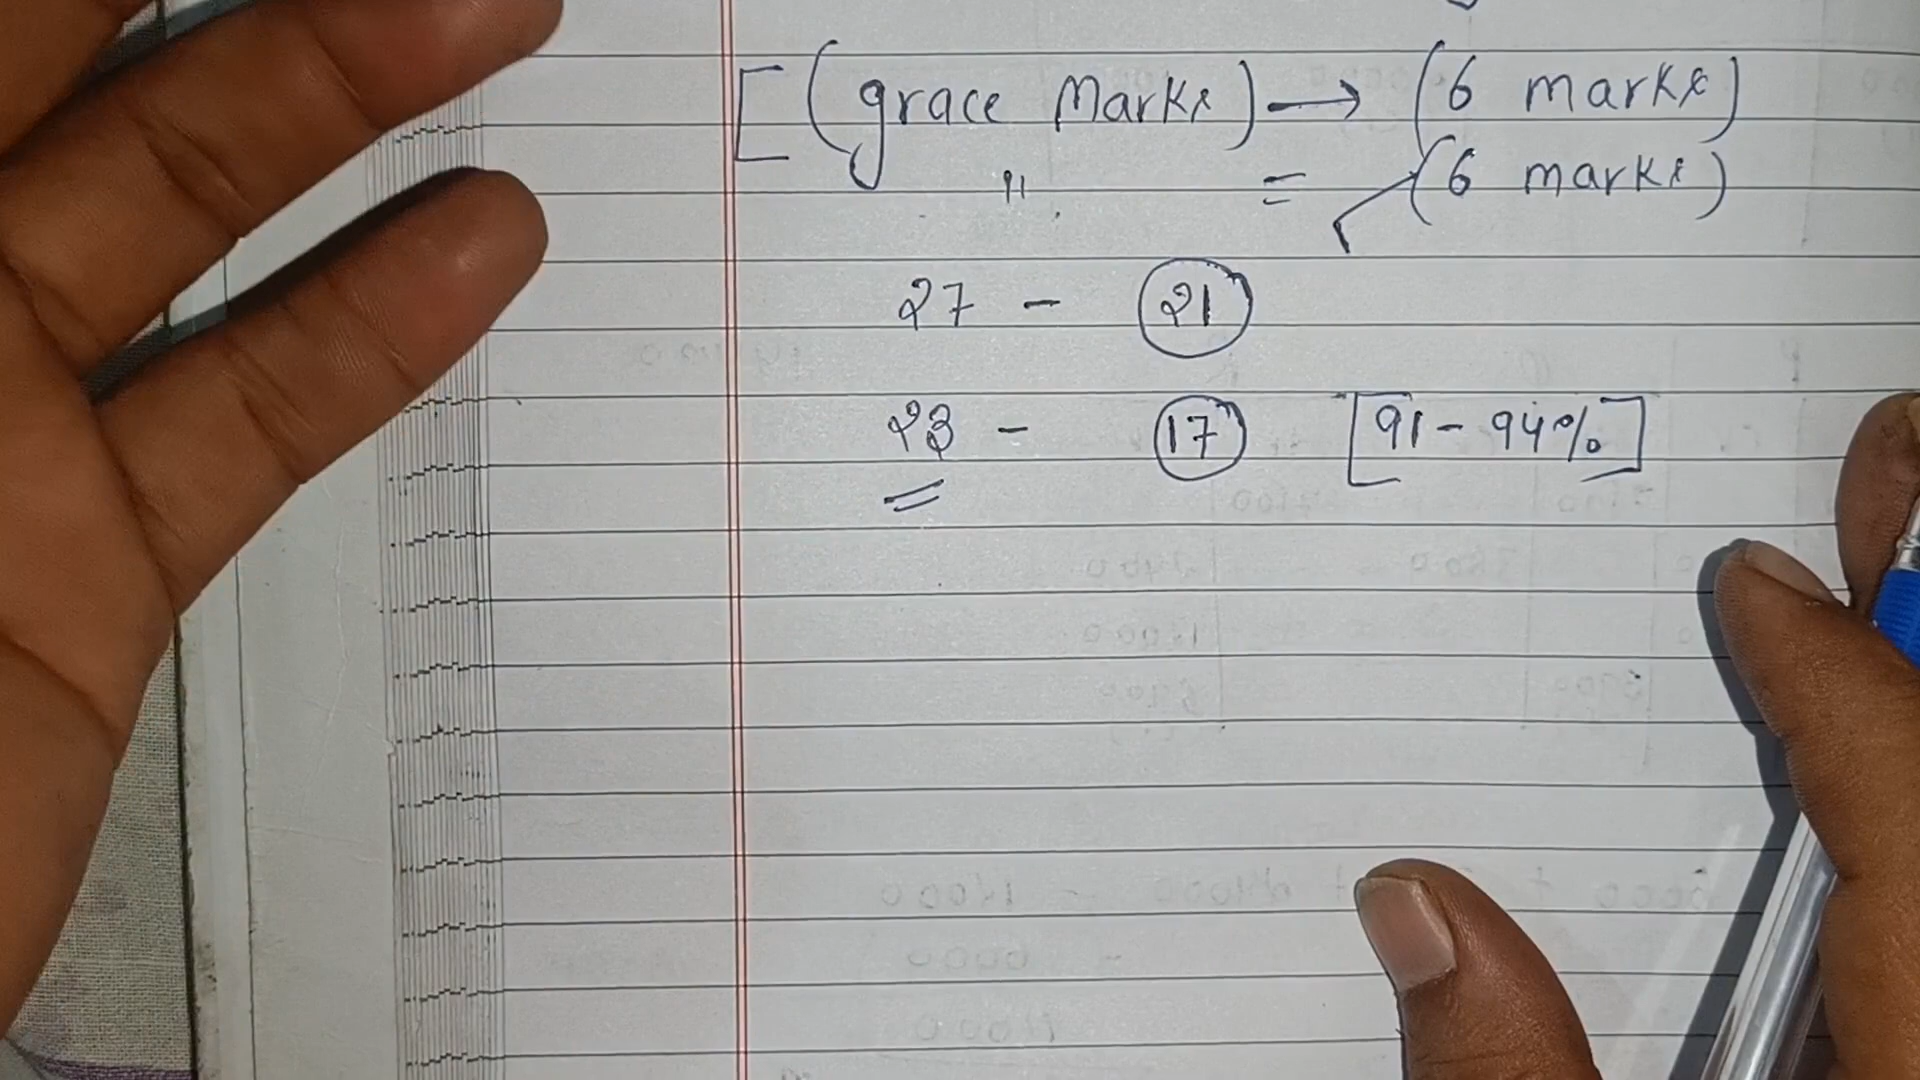 [(grace Marks) → (6 marks)
" = (6 marks)
27 - 21
23 - 17 [91 - 94%]